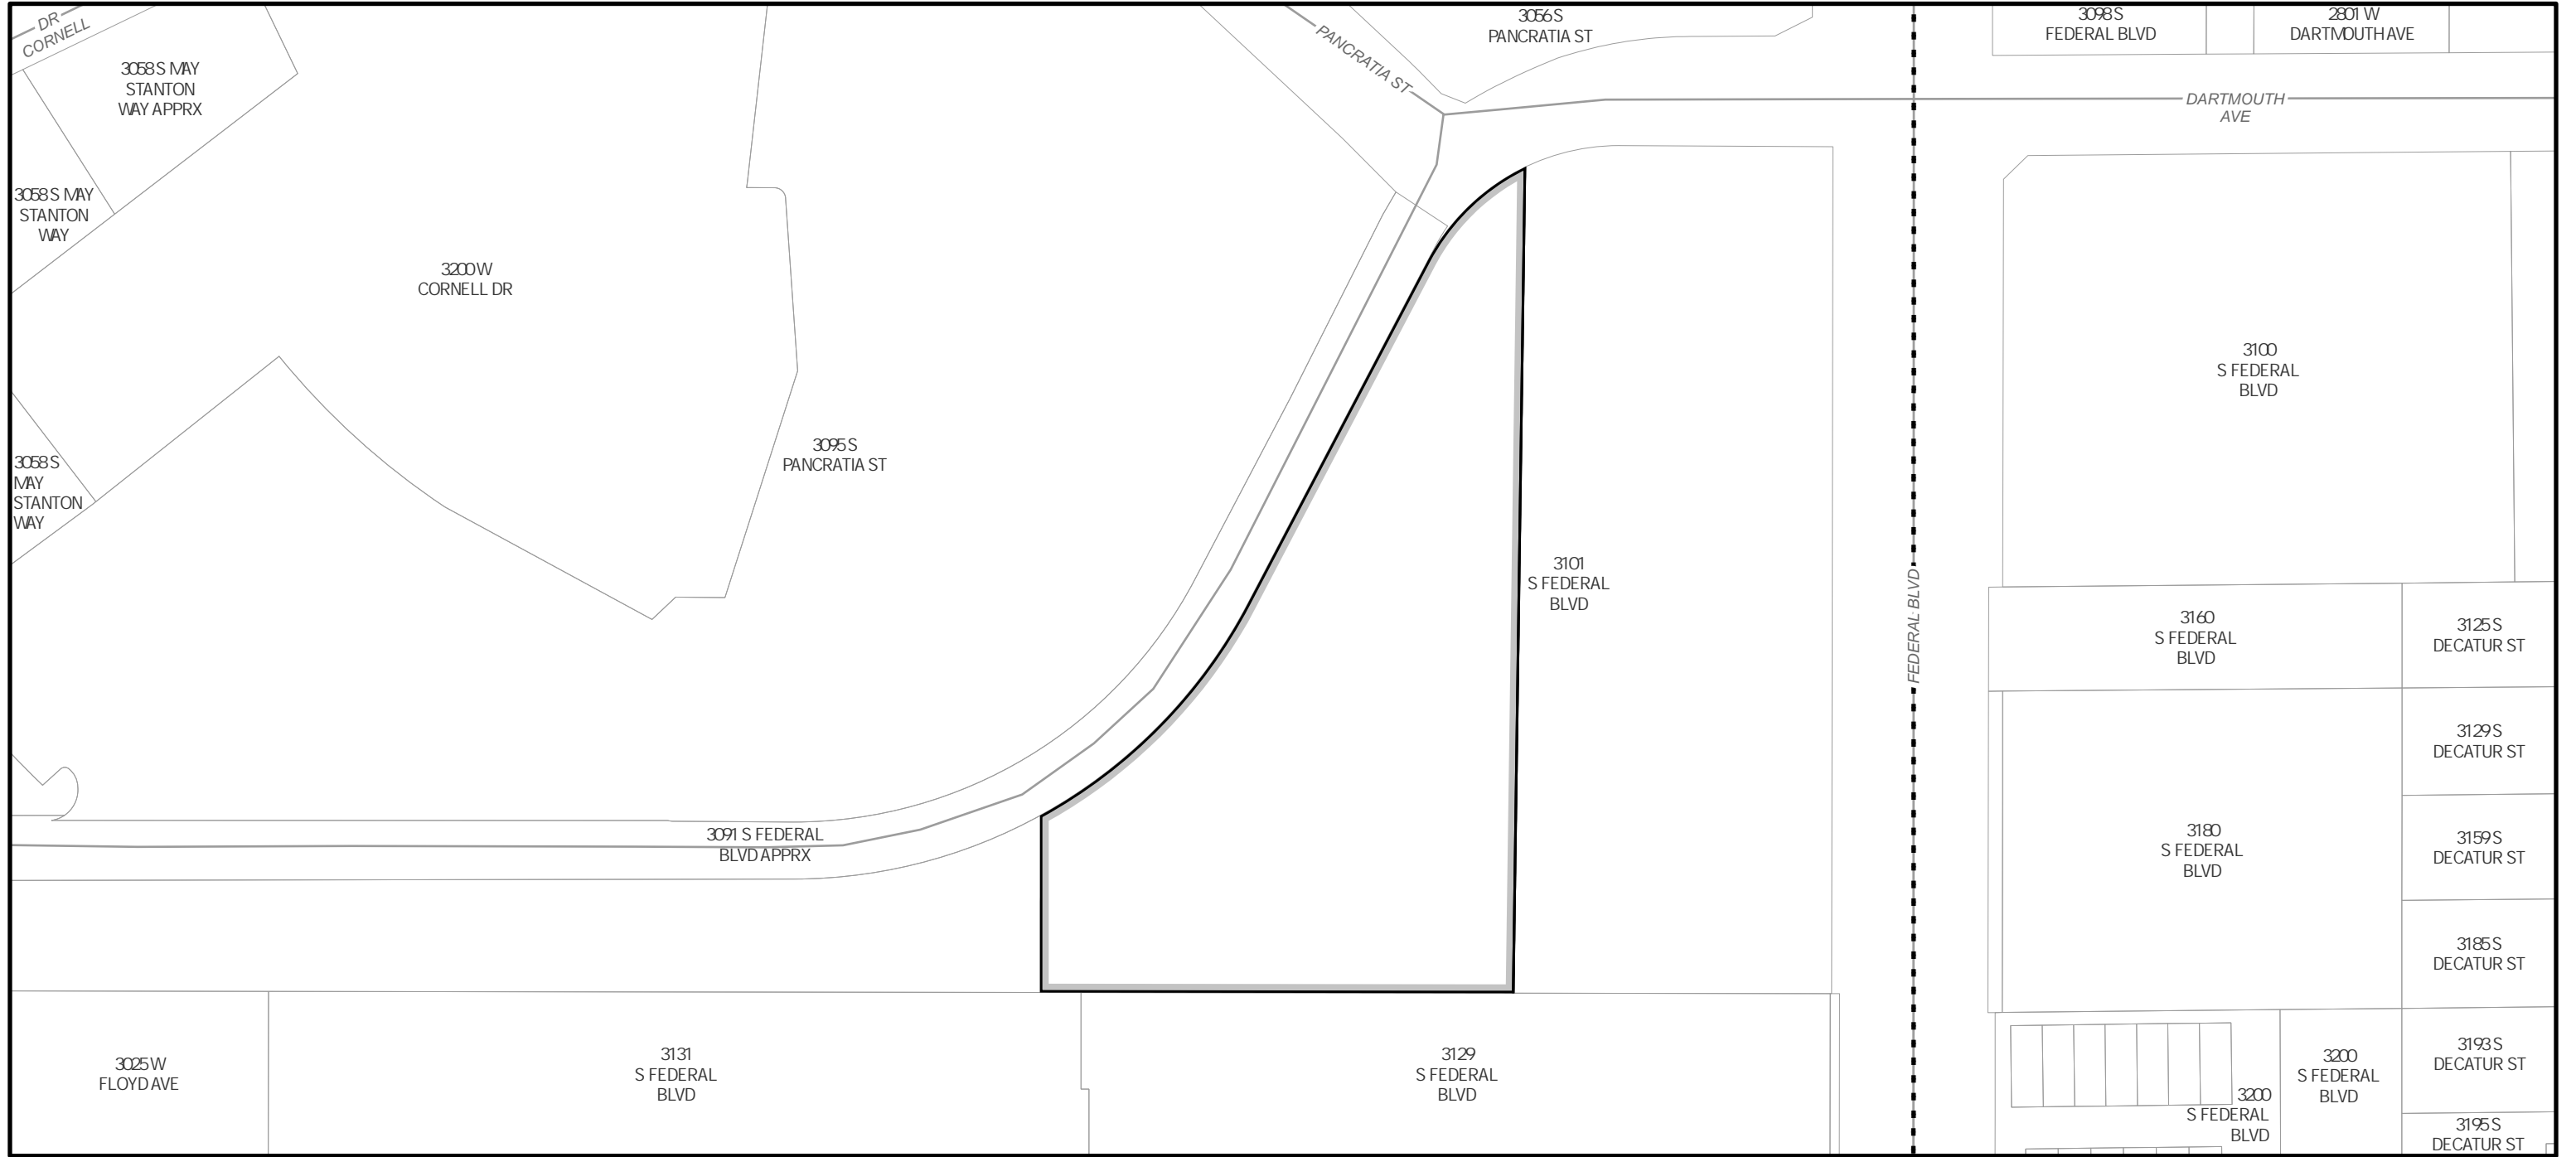 DR
CORNELL
3058 S MAY
STANTON
WAY APPRX
3058 S MAY
STANTON
WAY
3058 S
MAY
STANTON
WAY
3200 W
CORNELL DR
3095 S
PANCRATIA ST
PANCRATIA ST
3056 S
PANCRATIA ST
3098 S
FEDERAL BLVD
2801 W
DARTMOUTH AVE
DARTMOUTH
AVE
3100
S FEDERAL
BLVD
3101
S FEDERAL
BLVD
FEDERAL BLVD
3160
S FEDERAL
BLVD
3125 S
DECATUR ST
3129 S
DECATUR ST
3180
S FEDERAL
BLVD
3159 S
DECATUR ST
3185 S
DECATUR ST
3091 S FEDERAL
BLVD APPRX
3025 W
FLOYD AVE
3131
S FEDERAL
BLVD
3129
S FEDERAL
BLVD
3200
S FEDERAL
BLVD
3200
S FEDERAL
BLVD
3193 S
DECATUR ST
3195 S
DECATUR ST